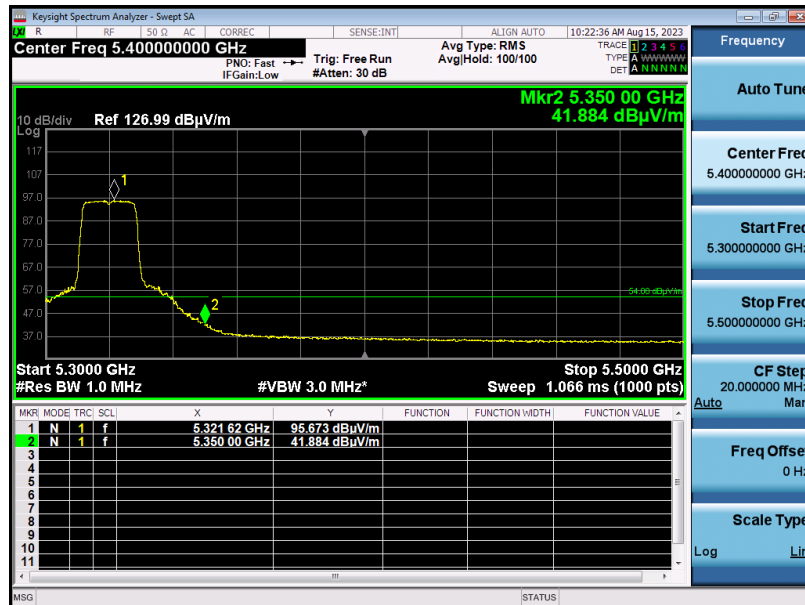 Keysight Spectrum Analyzer - Swept SA
LXI R RF 50 Ω AC CORREC SENSE:INT ALIGN AUTO 10:22:36 AM Aug 15, 2023
Center Freq 5.400000000 GHz
PNO: Fast
IFGain:Low
Trig: Free Run
#Atten: 30 dB
Avg Type: RMS
Avg|Hold: 100/100
TRACE 1 2 3 4 5 6
TYPE A W W W W W
DET A N N N N N
Mkr2 5.350 00 GHz
41.884 dBµV/m
10 dB/div Ref 126.99 dBµV/m
Log
117
107
97.0
87.0
77.0
67.0
57.0
47.0
37.0
1
2
54.00 dBµV/m
Start 5.3000 GHz Stop 5.5000 GHz
#Res BW 1.0 MHz #VBW 3.0 MHz* Sweep 1.066 ms (1000 pts)
MKR MODE TRC SCL X Y FUNCTION FUNCTION WIDTH FUNCTION VALUE
1 N 1 f 5.321 62 GHz 95.673 dBµV/m
2 N 1 f 5.350 00 GHz 41.884 dBµV/m
3
4
5
6
7
8
9
10
11
MSG STATUS
Frequency
Auto Tune
Center Freq
5.400000000 GHz
Start Freq
5.300000000 GHz
Stop Freq
5.500000000 GHz
CF Step
20.000000 MHz
Auto Man
Freq Offset
0 Hz
Scale Type
Log Lin